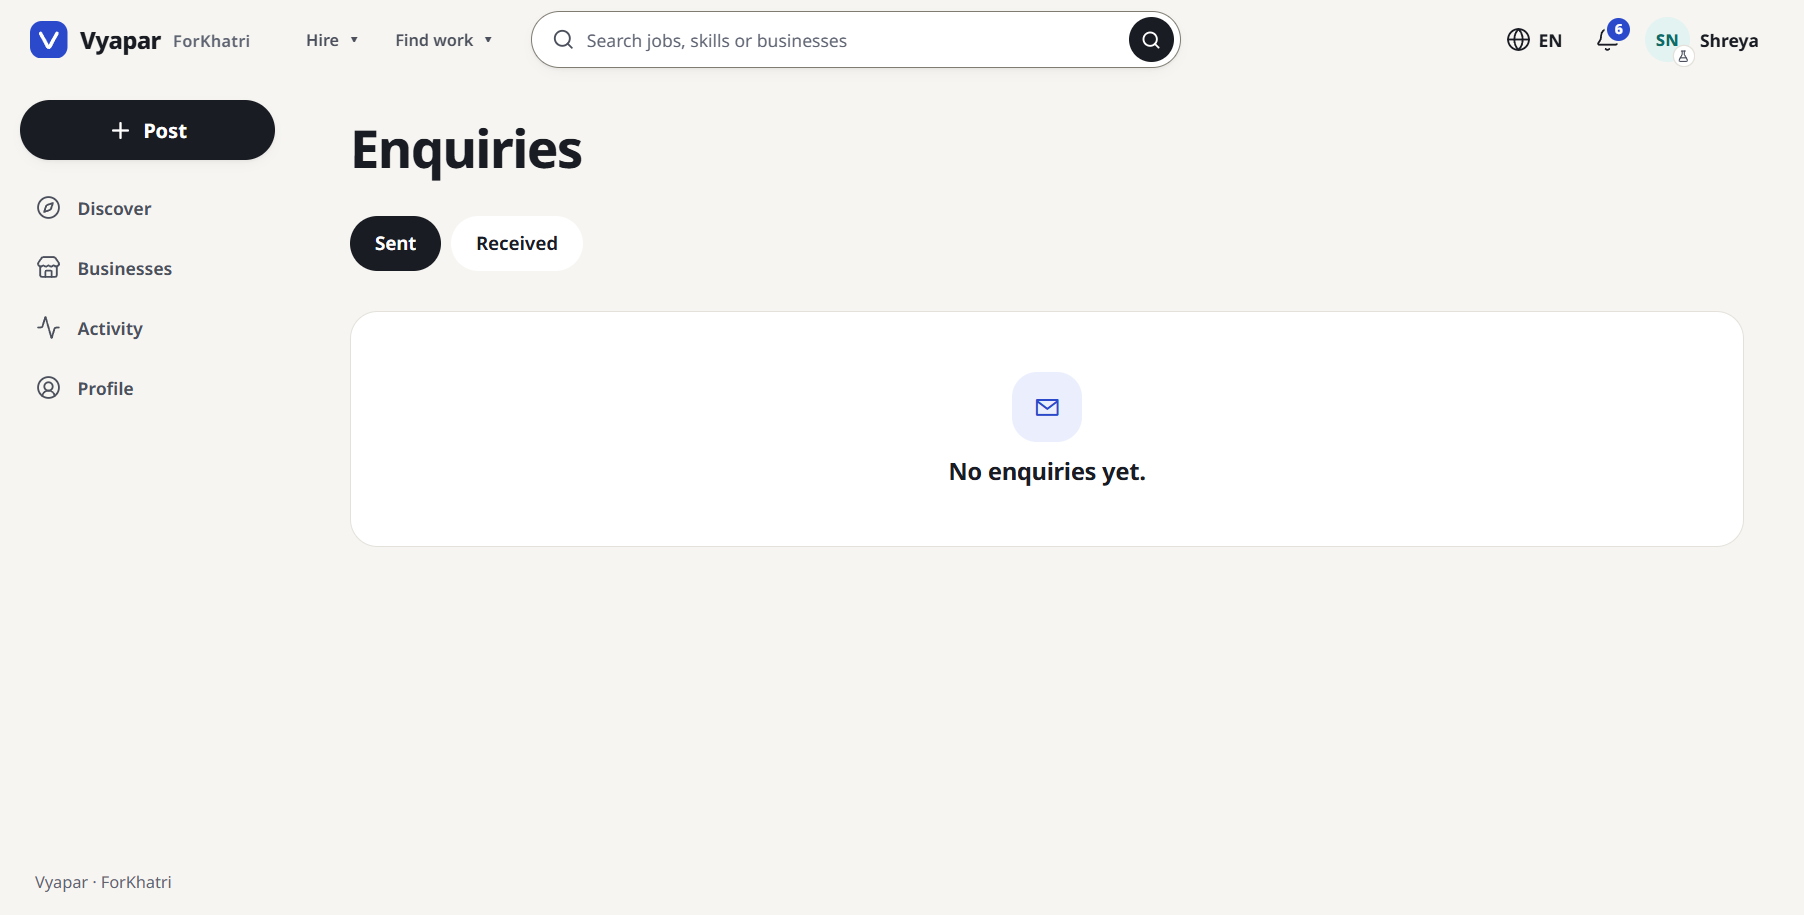 Vyapar ForKhatri
Hire
Find work
Search jobs, skills or businesses
EN
6
SN
Shreya
Post
Discover
Businesses
Activity
Profile
Enquiries
Sent
Received
No enquiries yet.
Vyapar · ForKhatri